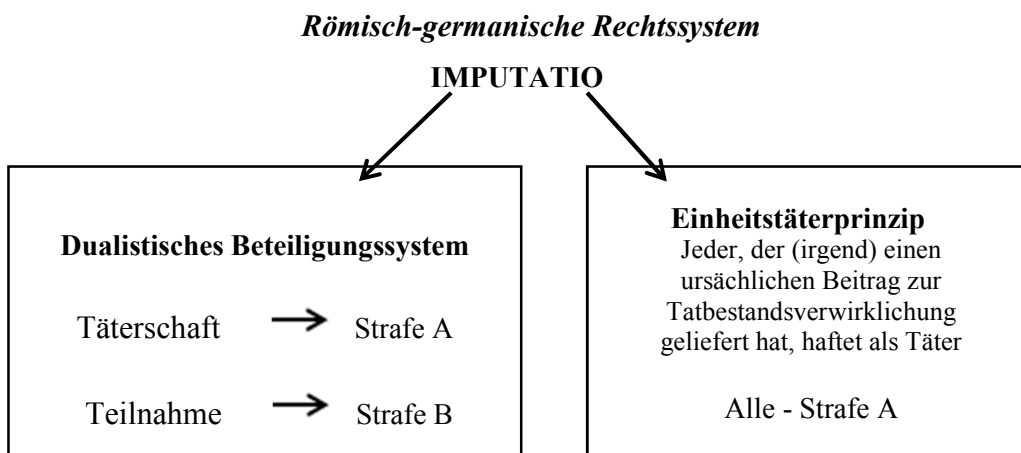 Römisch-germanische Rechtssystem
IMPUTATIO
Dualistisches Beteiligungssystem
Täterschaft → Strafe A
Teilnahme → Strafe B
Einheitstäterprinzip
Jeder, der (irgend) einen
ursächlichen Beitrag zur
Tatbestandsverwirklichung
geliefert hat, haftet als Täter
Alle - Strafe A